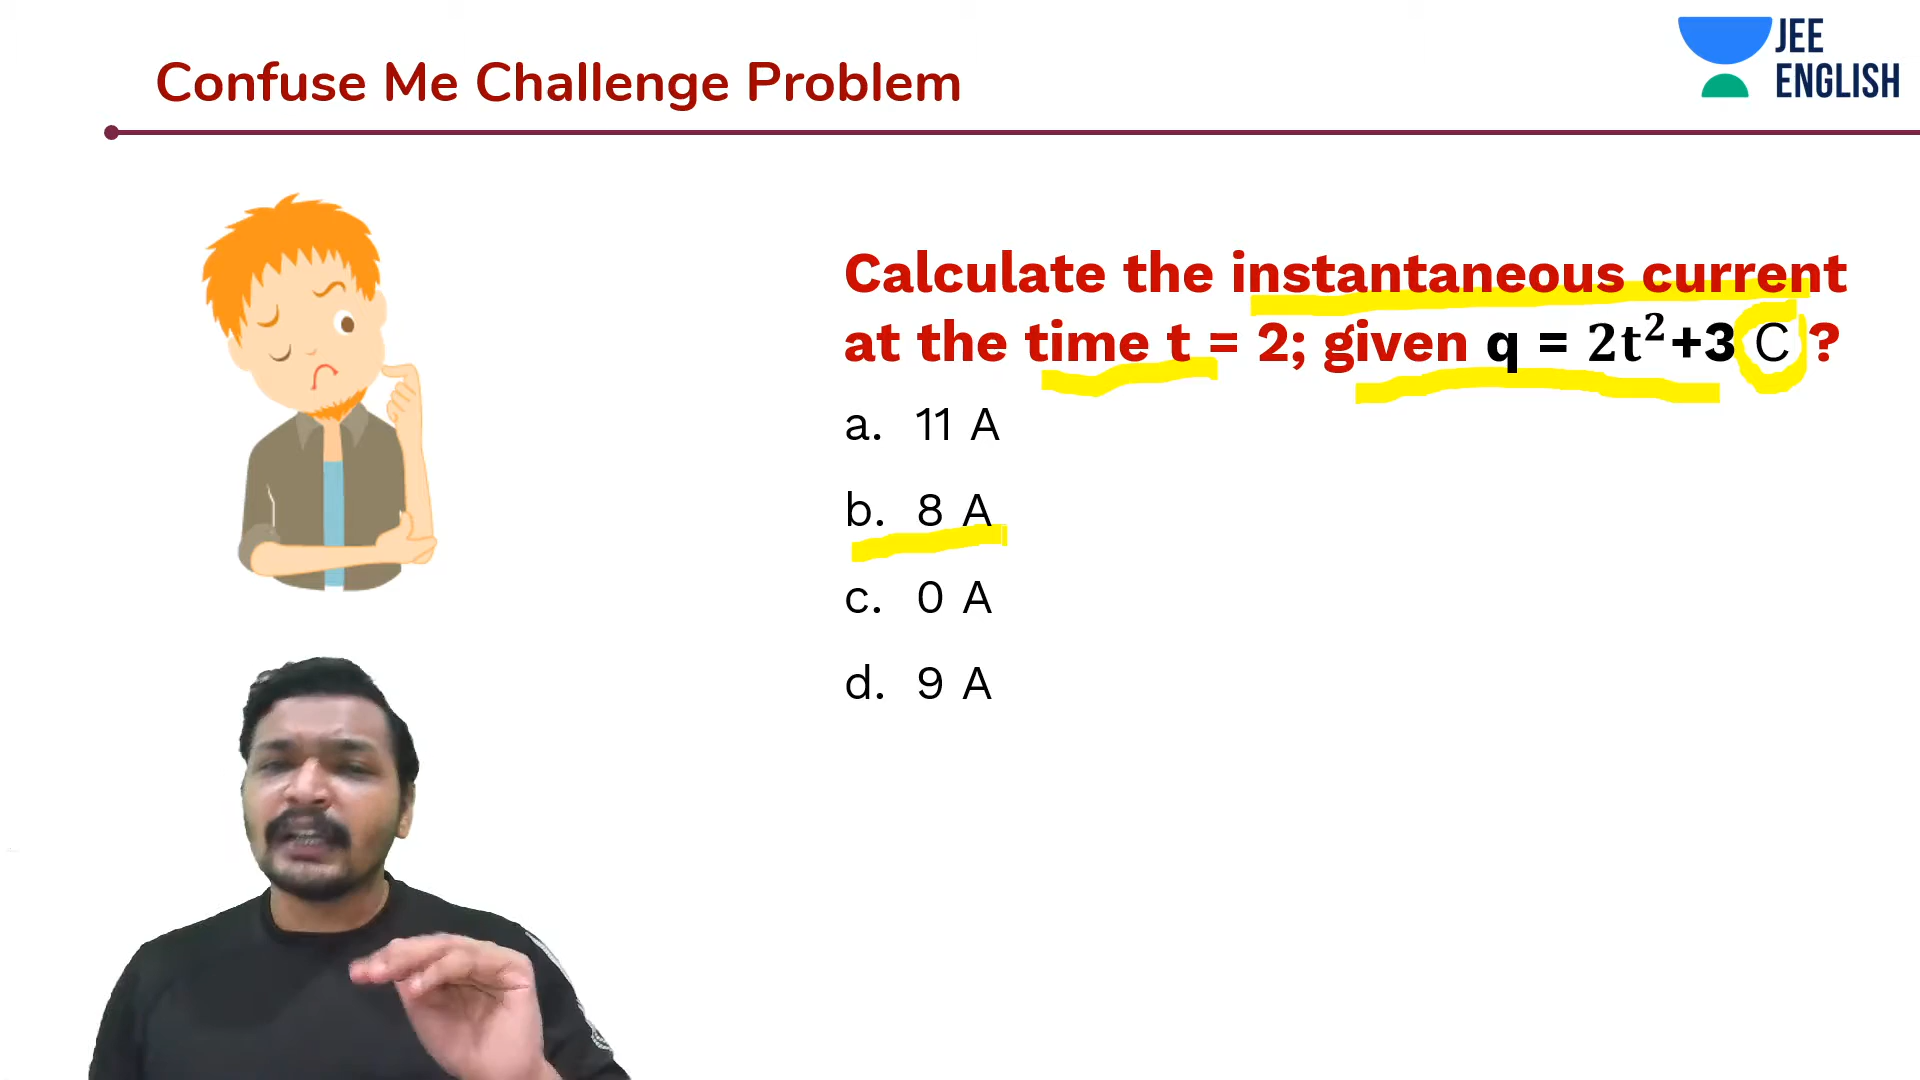 Confuse Me Challenge Problem
JEE
ENGLISH
Calculate the instantaneous current
at the time t = 2; given q = 2t²+3 C ?
a. 11 A
b. 8 A
c. 0 A
d. 9 A